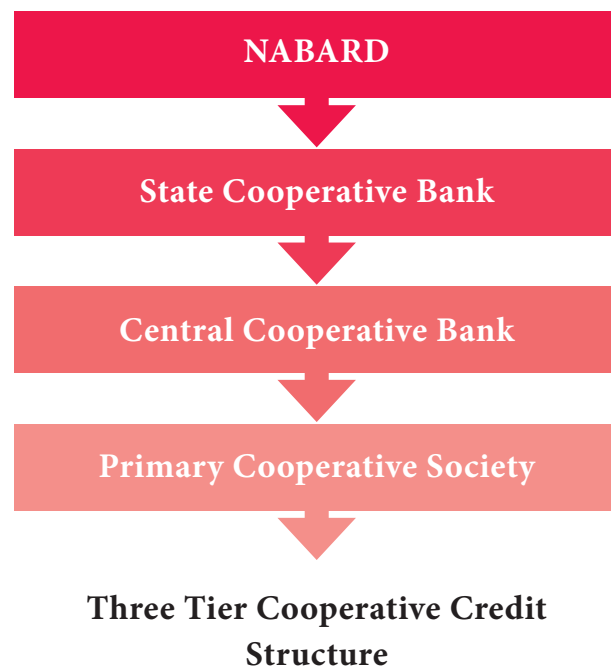 NABARD
State Cooperative Bank
Central Cooperative Bank
Primary Cooperative Society
Three Tier Cooperative Credit
Structure